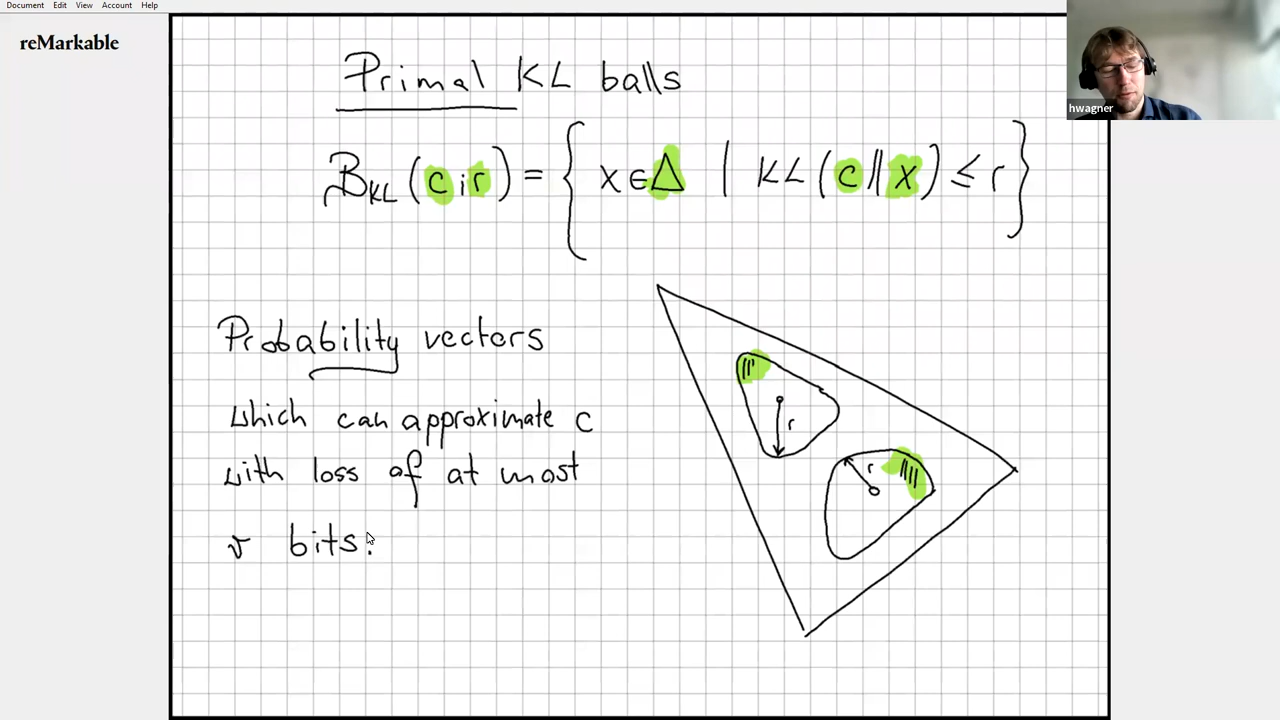 Document Edit View Account Help
reMarkable
hwagner
Primal KL balls
B_KL(c;r) = { x ∈ Δ | KL(c||x) ≤ r }
Probability vectors
which can approximate c
with loss of at most
r bits.
r
r